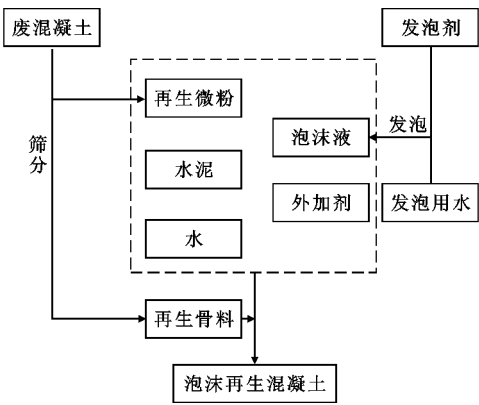 废混凝土
发泡剂
再生微粉
筛分
泡沫液
发泡
水泥
外加剂
发泡用水
水
再生骨料
泡沫再生混凝土